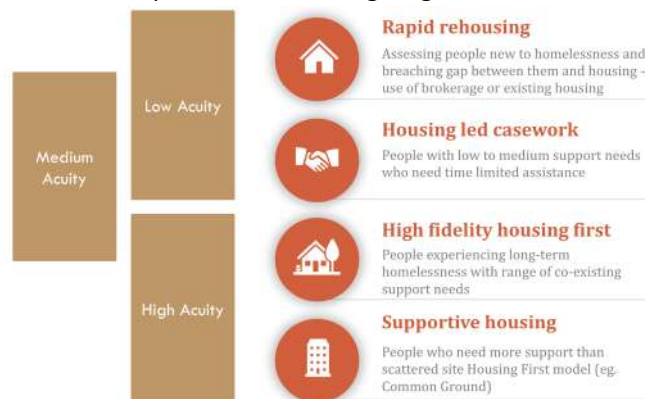 Rapid rehousing
Assessing people new to homelessness and
breaching gap between them and housing -
use of brokerage or existing housing
Low Acuity
Housing led casework
People with low to medium support needs
who need time limited assistance
Medium
Acuity
High fidelity housing first
People experiencing long-term
homelessness with range of co-existing
support needs
High Acuity
Supportive housing
People who need more support than
scattered site Housing First model (eg.
Common Ground)